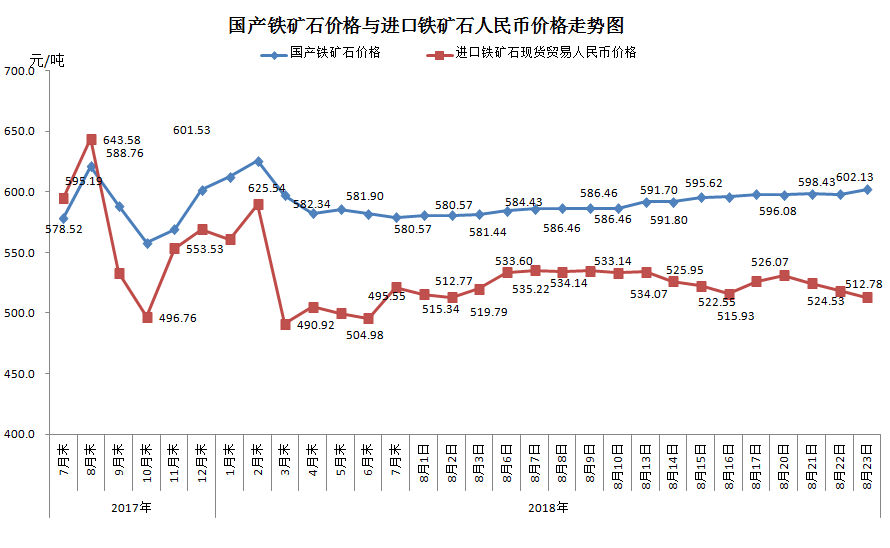 国产铁矿石价格与进口铁矿石人民币价格走势图
元/吨
国产铁矿石价格
进口铁矿石现货贸易人民币价格
700.0
650.0
600.0
550.0
500.0
450.0
400.0
578.52
595.19
643.58
588.76
601.53
496.76
553.53
625.54
582.34
490.92
581.90
504.98
495.55
580.57
515.34
580.57
512.77
581.44
519.79
584.43
533.60
535.22
586.46
534.14
586.46
586.46
533.14
534.07
591.70
591.80
525.95
595.62
522.55
515.93
526.07
596.08
598.43
524.53
602.13
512.78
7月末
8月末
9月末
10月末
11月末
12月末
1月末
2月末
3月末
4月末
5月末
6月末
7月末
8月1日
8月2日
8月3日
8月6日
8月7日
8月8日
8月9日
8月10日
8月13日
8月14日
8月15日
8月16日
8月17日
8月20日
8月21日
8月22日
8月23日
2017年
2018年